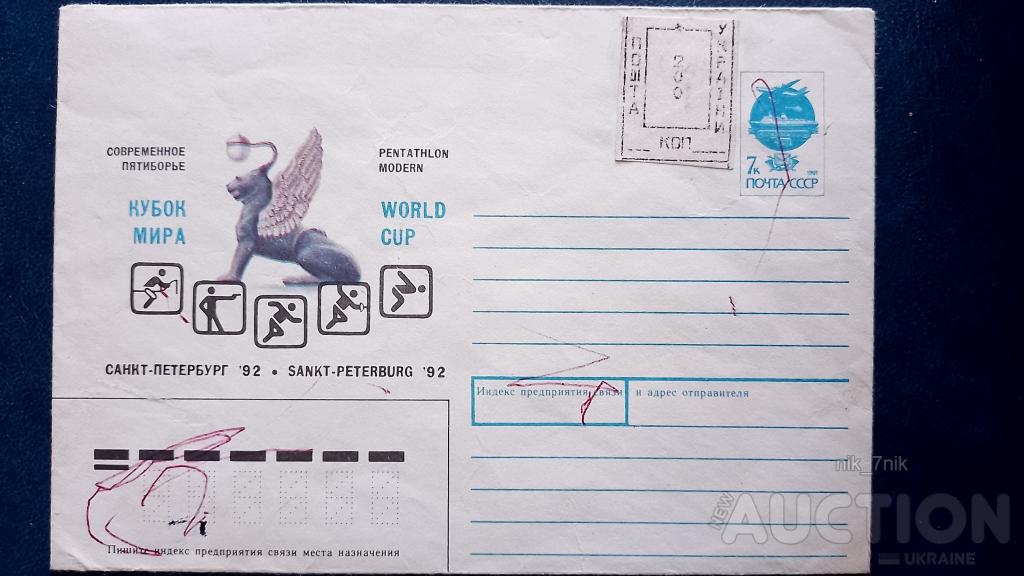 СОВРЕМЕННОЕ
ПЯТИБОРЬЕ
КУБОК
МИРА
PENTATHLON
MODERN
WORLD
CUP
САНКТ-ПЕТЕРБУРГ '92 • SANKT-PETERBURG '92
ПОШТА
УКРАЇНИ
200
КОП
7к
1991
ПОЧТА СССР
Индекс предприятия связи и адрес отправителя
Пишите индекс предприятия связи места назначения
nik_7nik
NEW
AUCTION
UKRAINE